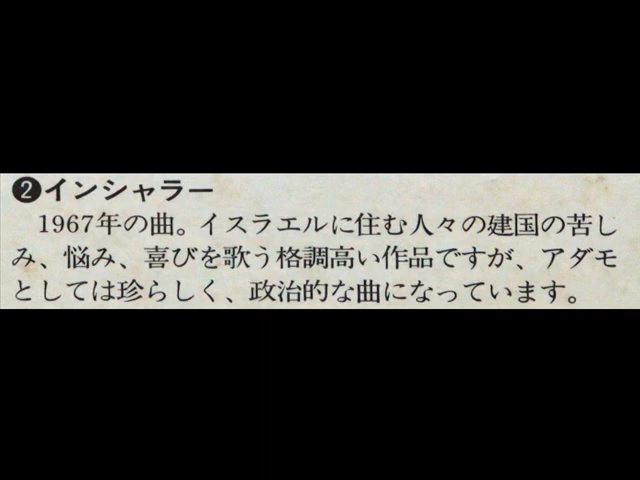 ❷インシャラー
1967年の曲。イスラエルに住む人々の建国の苦し
み、悩み、喜びを歌う格調高い作品ですが、アダモ
としては珍らしく、政治的な曲になっています。